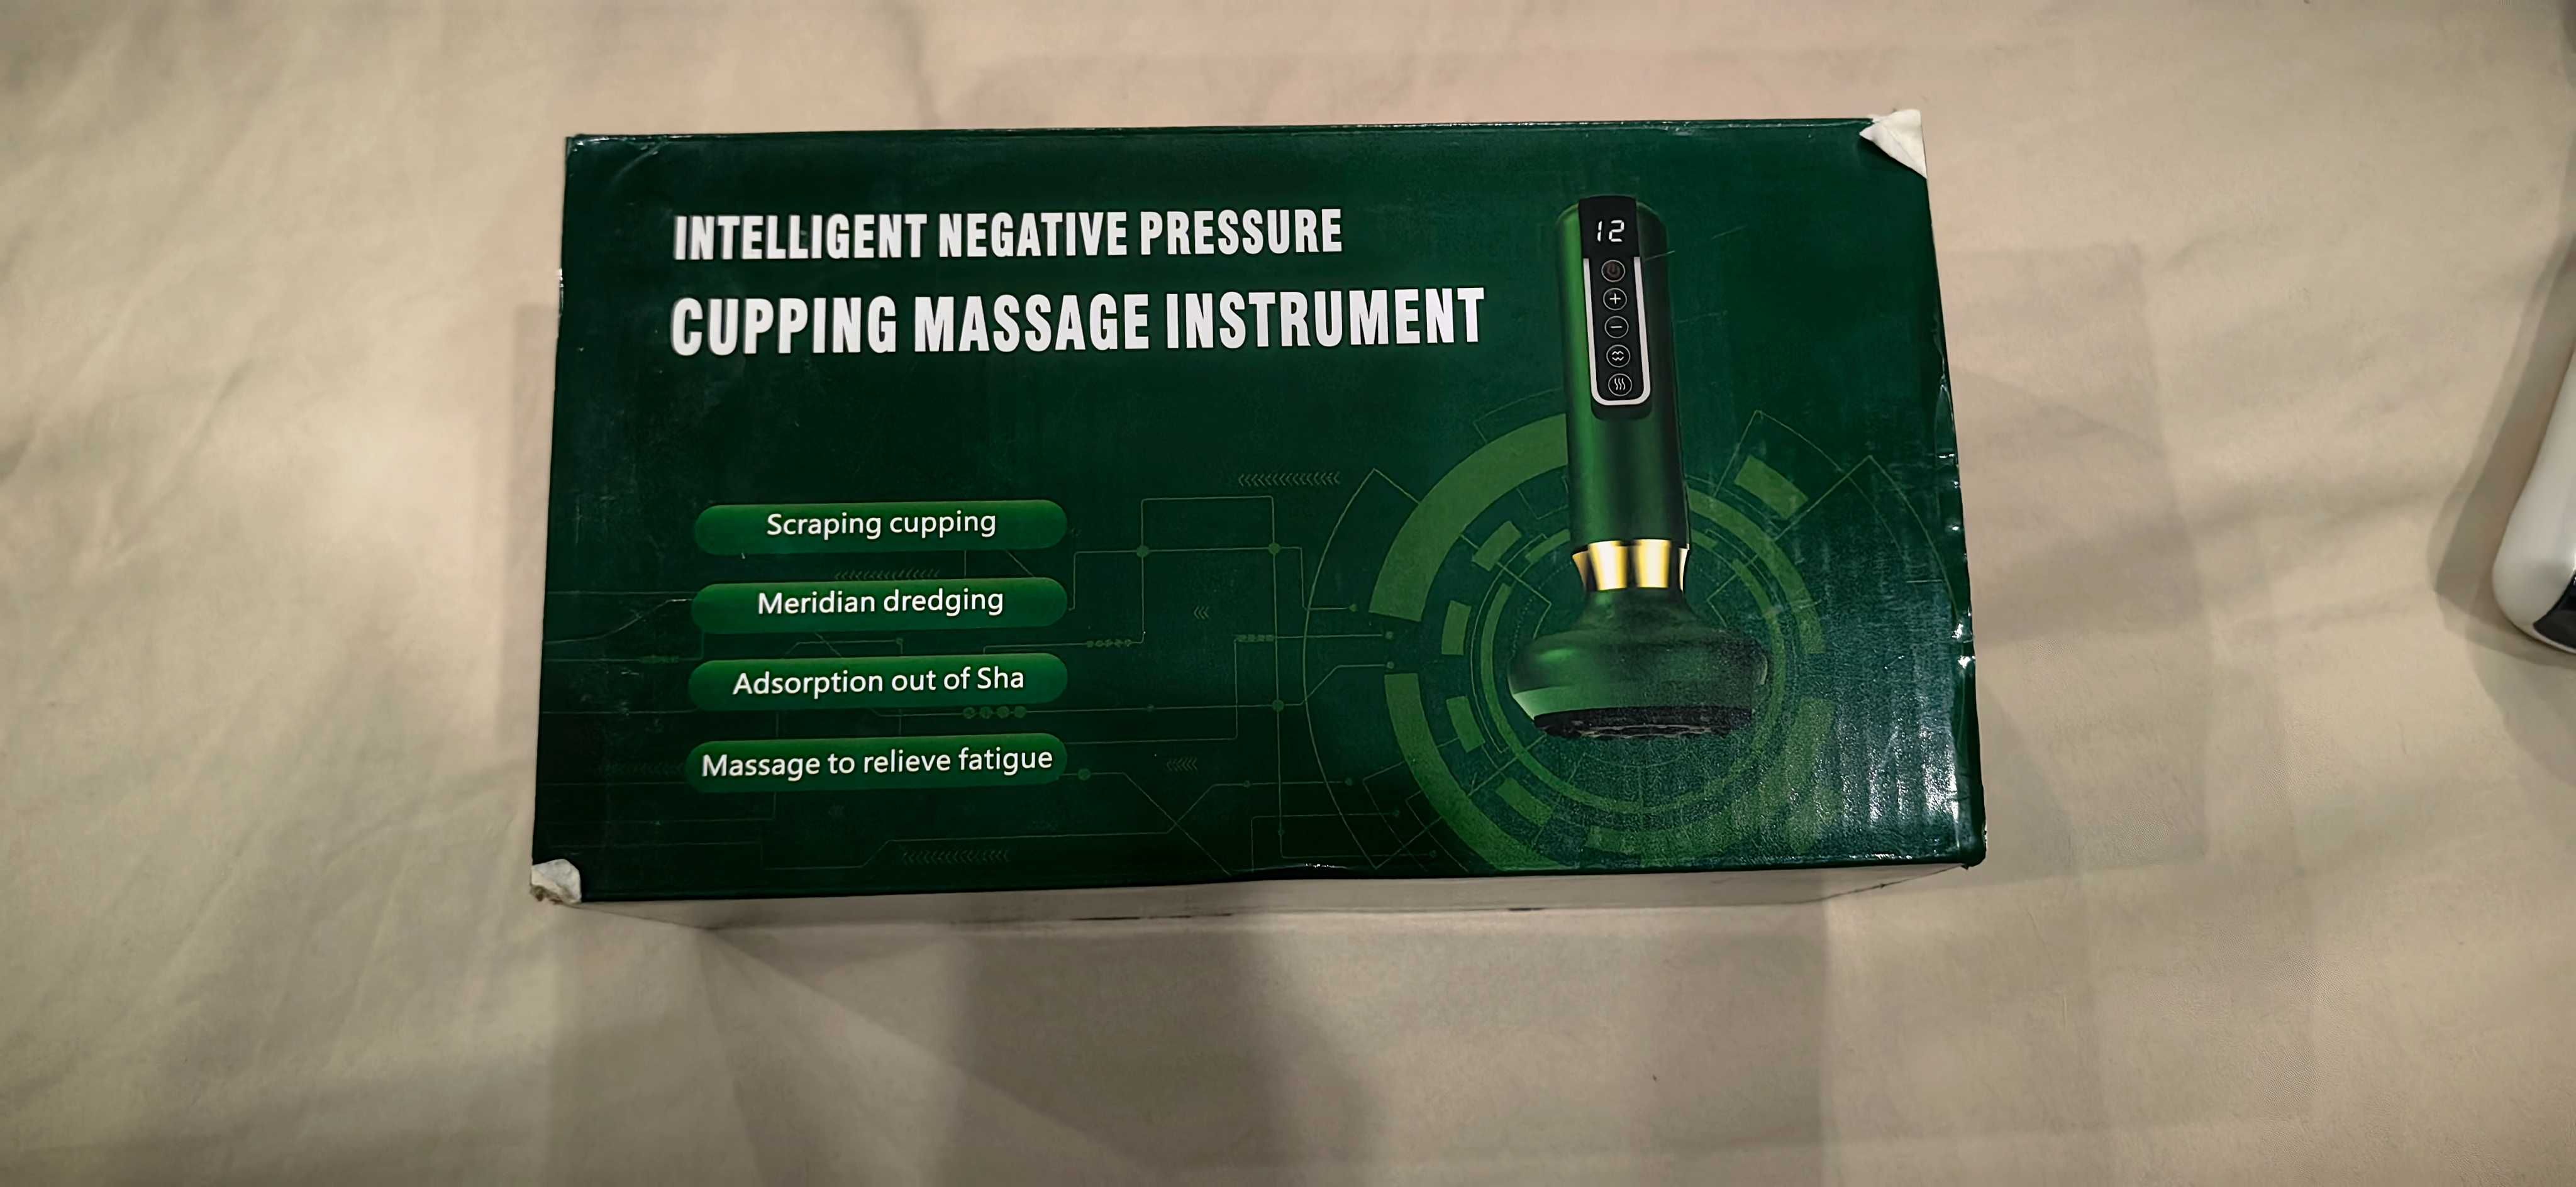 INTELLIGENT NEGATIVE PRESSURE
CUPPING MASSAGE INSTRUMENT
12
Scraping cupping
Meridian dredging
Adsorption out of Sha
Massage to relieve fatigue